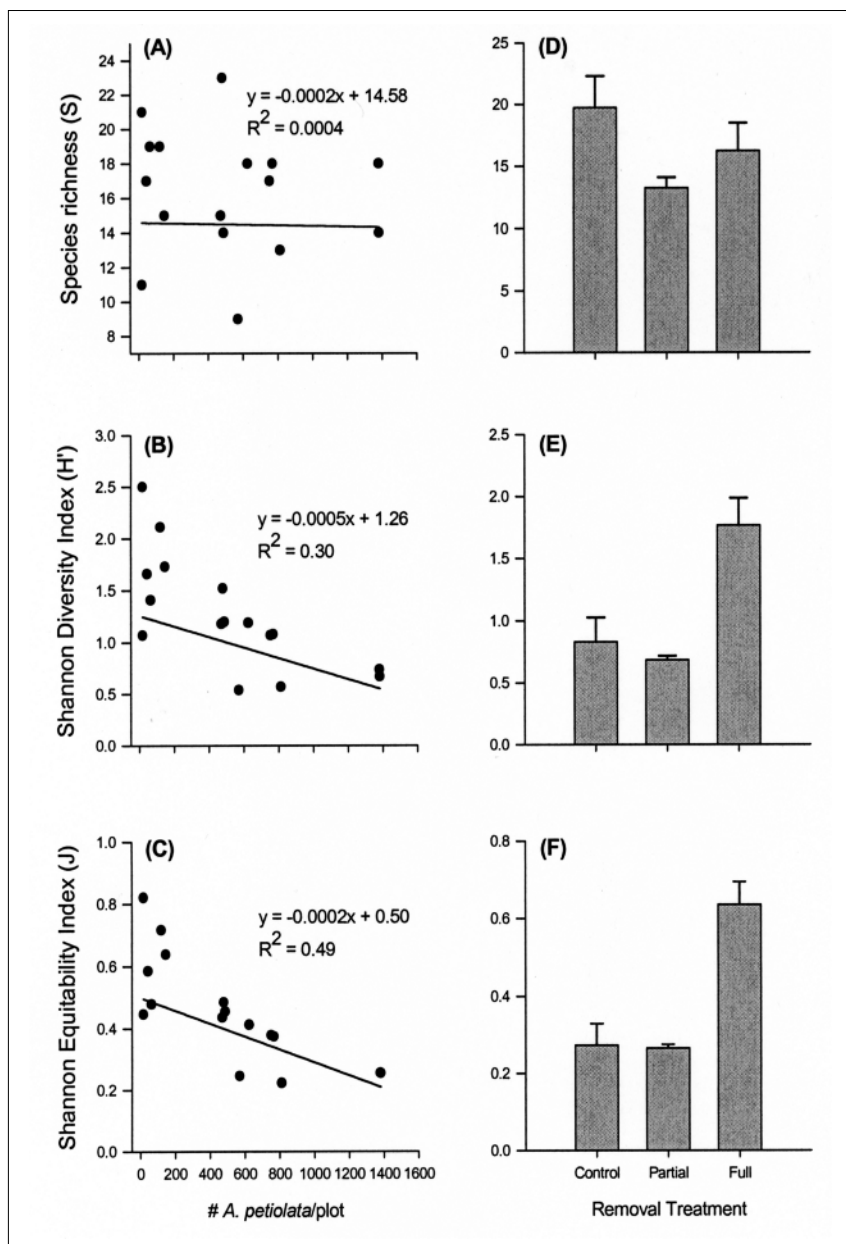 (A)
Species richness (S)
24
22
20
18
16
14
12
10
8
y = -0.0002x + 14.58
R² = 0.0004
(D)
25
20
15
10
5
0
(B)
Shannon Diversity Index (H')
3.0
2.5
2.0
1.5
1.0
0.5
0.0
y = -0.0005x + 1.26
R² = 0.30
(E)
2.5
2.0
1.5
1.0
0.5
0.0
(C)
Shannon Equitability Index (J)
1.0
0.8
0.6
0.4
0.2
0.0
y = -0.0002x + 0.50
R² = 0.49
0 200 400 600 800 1000 1200 1400 1600
# A. petiolata/plot
(F)
0.8
0.6
0.4
0.2
0.0
Control Partial Full
Removal Treatment